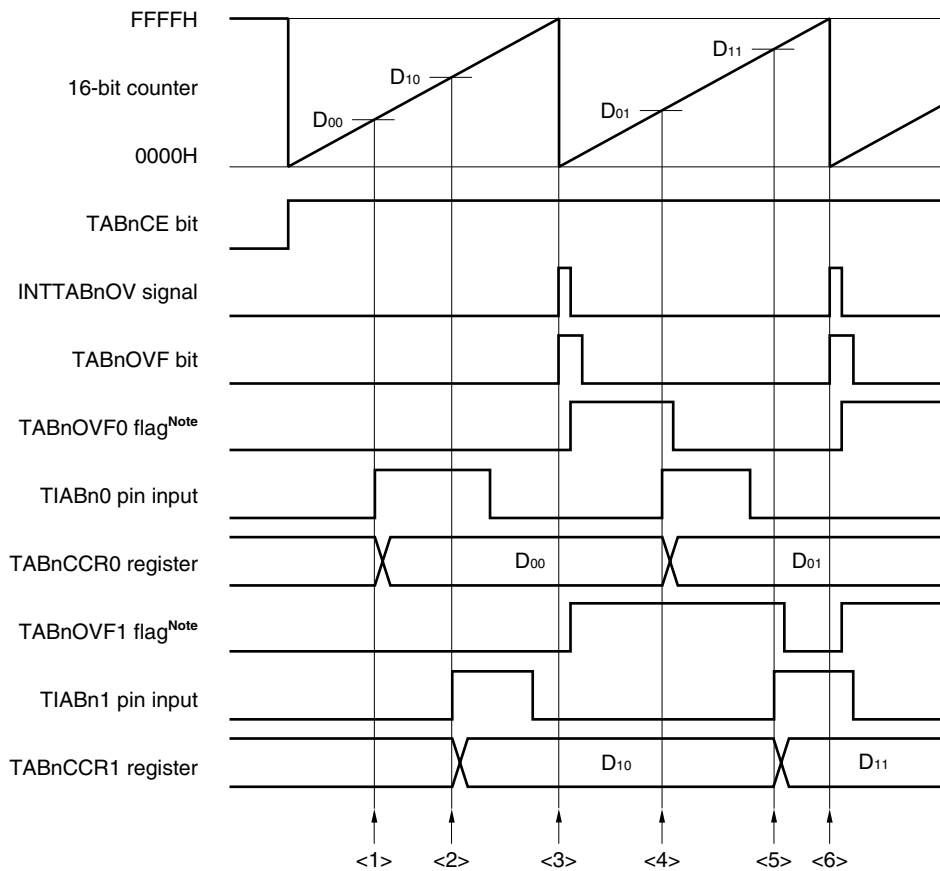 FFFFH
D11
D10
16-bit counter
D01
D00
0000H
TABnCE bit
INTTABnOV signal
TABnOVF bit
TABnOVF0 flagNote
TIABn0 pin input
TABnCCR0 register D00 D01
TABnOVF1 flagNote
TIABn1 pin input
TABnCCR1 register D10 D11
<1> <2> <3> <4> <5> <6>